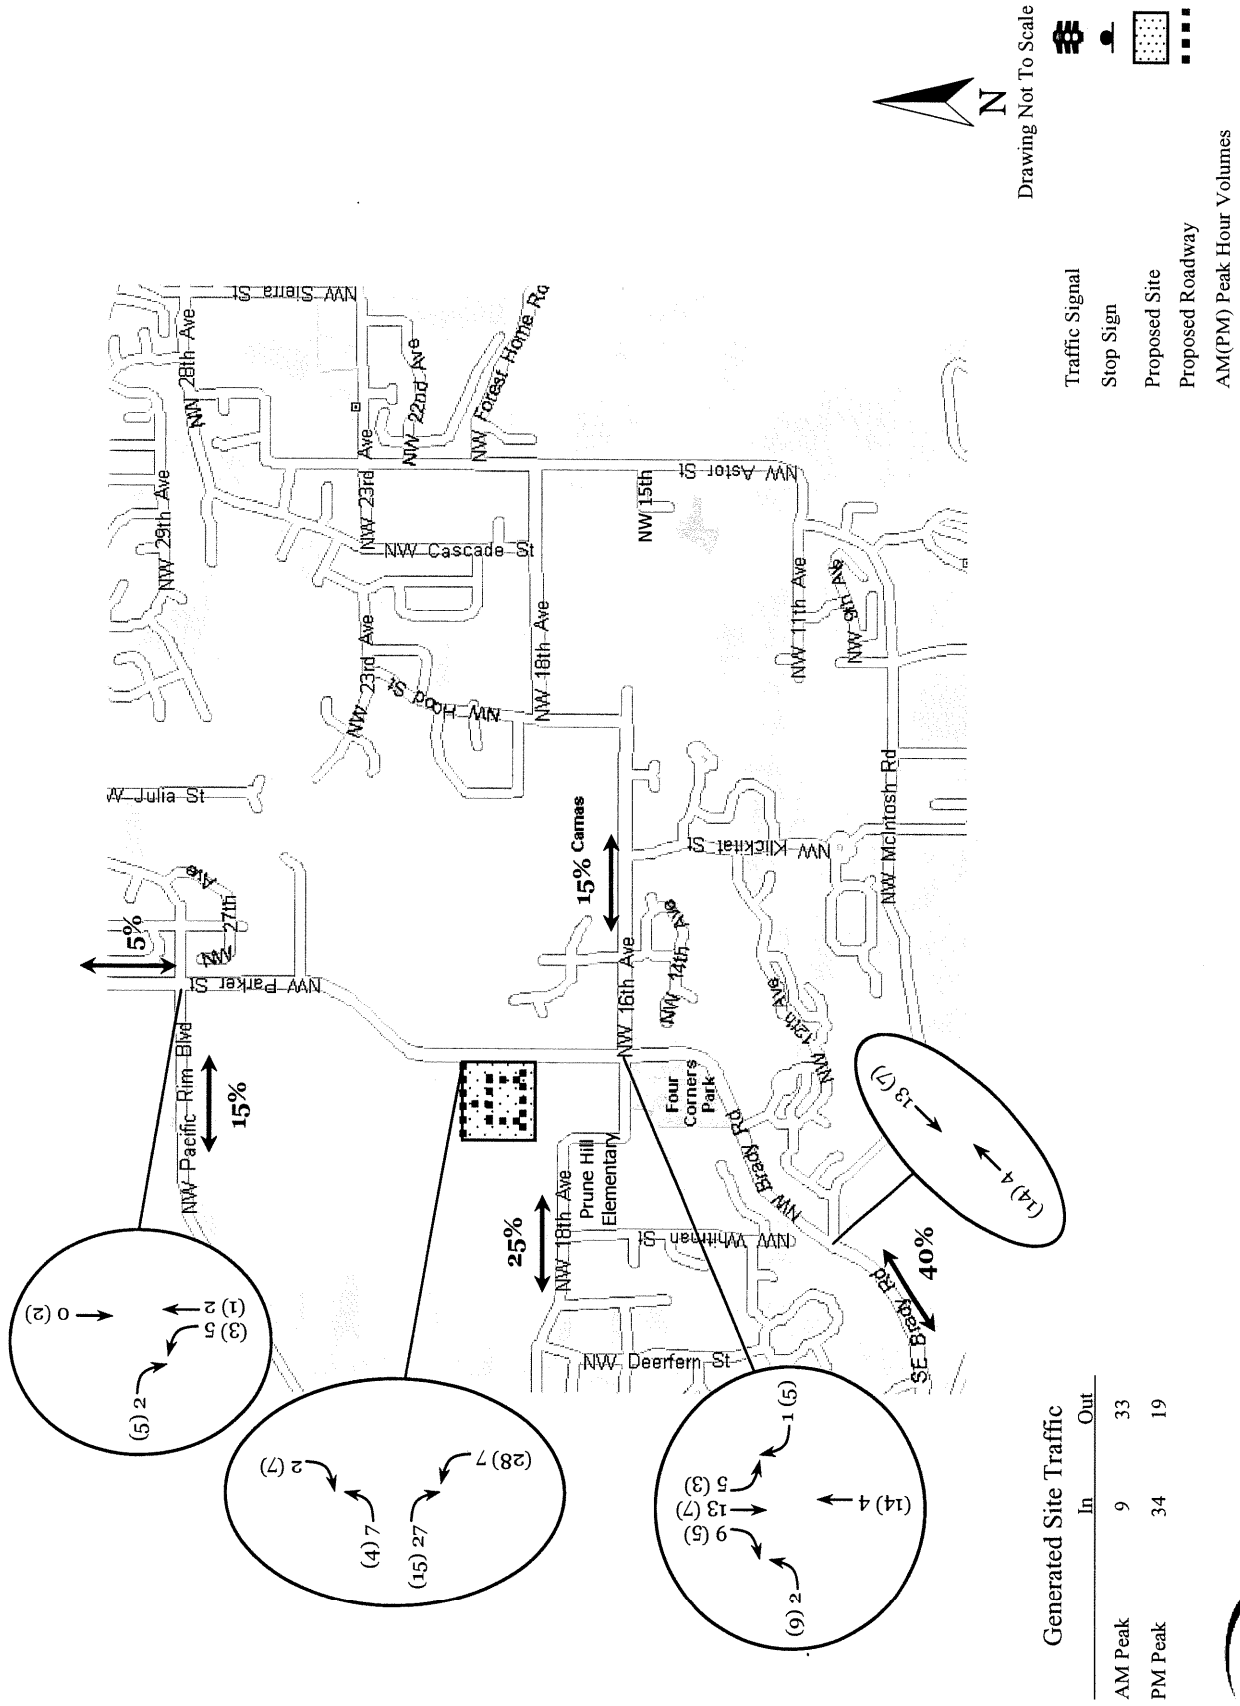 Drawing Not To Scale
N
Traffic Signal
Stop Sign
Proposed Site
Proposed Roadway
AM(PM) Peak Hour Volumes
NW Sierra St
NW 28th Ave
NW 29th Ave
NW 22nd Ave
NW Forest Home Rd
NW 23rd Ave
NW Cascade St
NW 15th
NW Astor St
NW 23rd Ave
NW Hood St
NW 18th Ave
NW 11th Ave
NW 9th Ave
W Julia St
5%
NW 27th Ave
NW Parker St
NW Pacific Rim Blvd
15%
15% Camas
NW 16th Ave
NW Klickitat St
NW McIntosh Rd
NW 14th Ave
NW 12th Ave
Four
Corners
Park
Prune Hill
Elementary
NW 18th Ave
25%
NW Whitman St
NW Brady Rd
NW Deerfern St
SE Brady Rd
40%
0 (2)
(1) 2
(3) 5
(5) 2
2 (7)
(4) 7
(15) 27
(28) 7
1 (5)
5 (3)
13 (7)
9 (5)
(9) 2
(14) 4
13 (7)
(14) 4
Generated Site Traffic
In Out
AM Peak 9 33
PM Peak 34 19